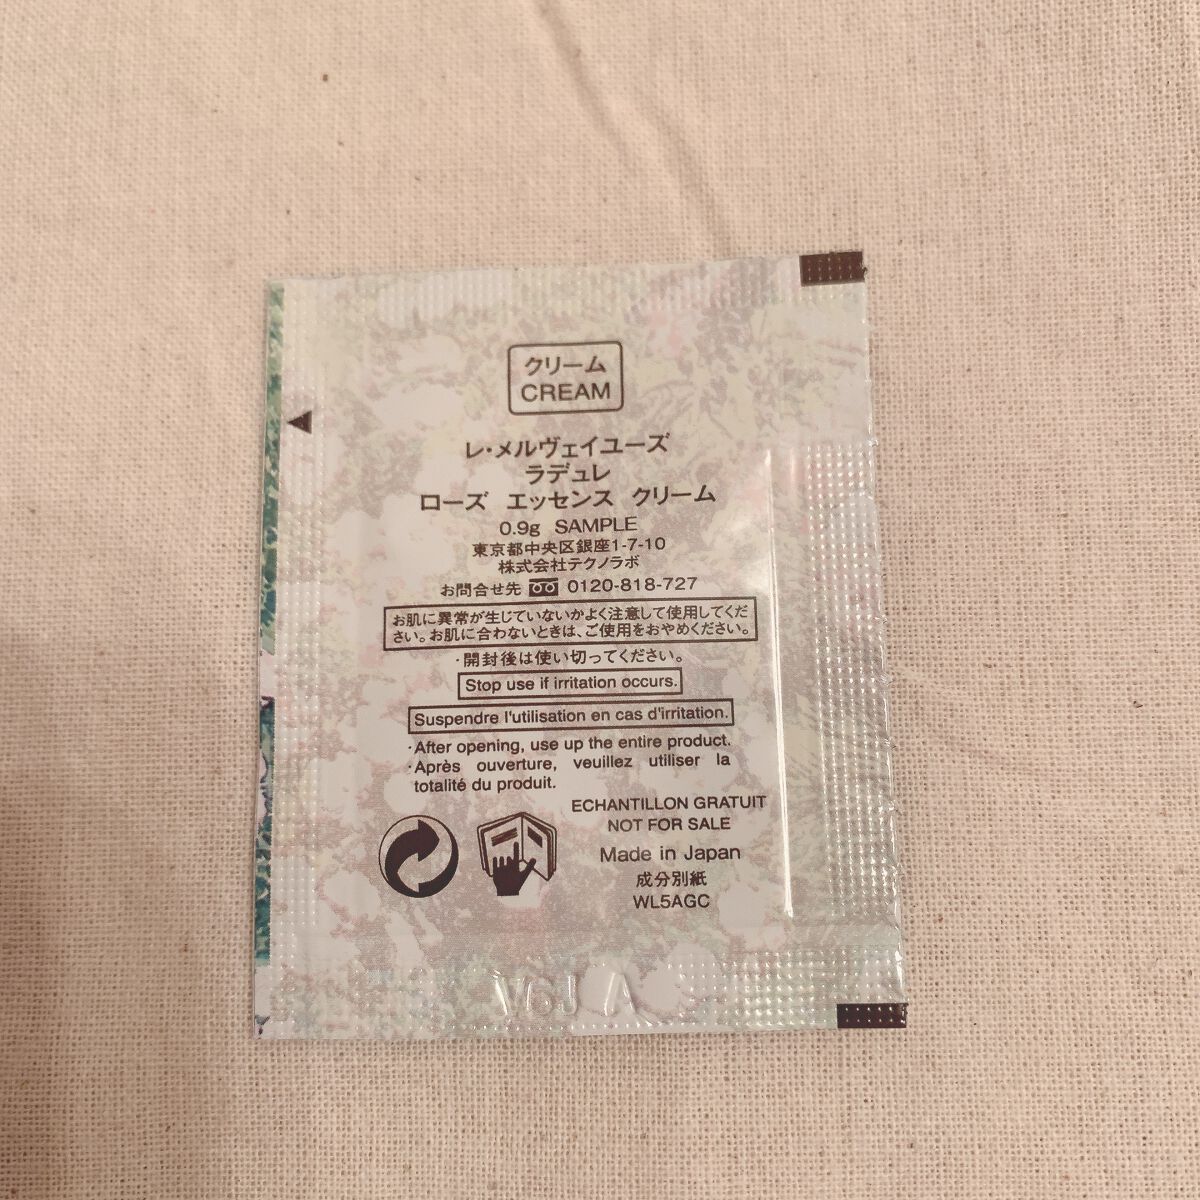 クリーム
CREAM
レ・メルヴェイユーズ
ラデュレ
ローズ エッセンス クリーム
0.9g SAMPLE
東京都中央区銀座1-7-10
株式会社テクノラボ
お問合せ先 0120-818-727
お肌に異常が生じていないかよく注意して使用してくだ
さい。お肌に合わないときは、ご使用をおやめください。
・開封後は使い切ってください。
Stop use if irritation occurs.
Suspendre l'utilisation en cas d'irritation.
・After opening, use up the entire product.
・Après ouverture, veuillez utiliser la
totalité du produit.
ECHANTILLON GRATUIT
NOT FOR SALE
Made in Japan
成分別紙
WL5AGC